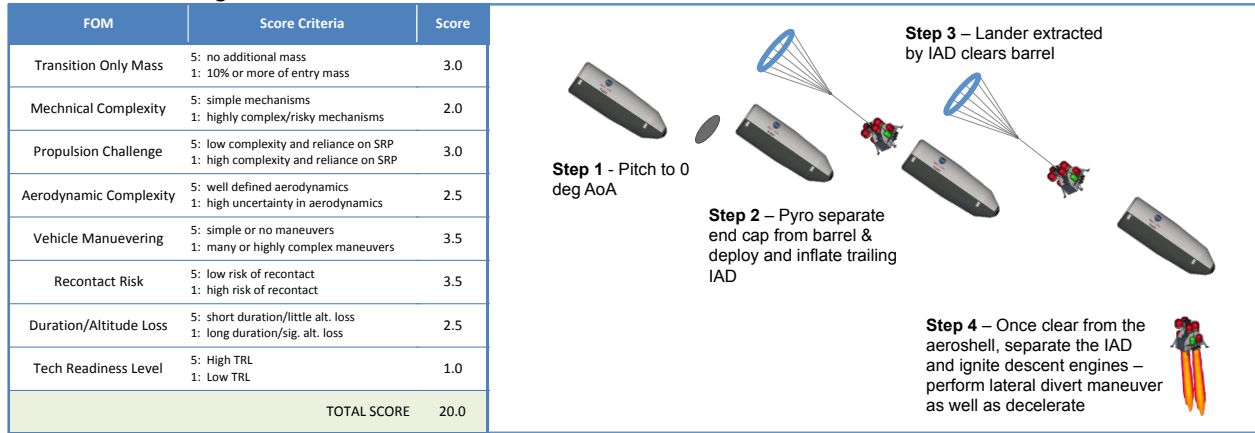 FOM Score Criteria Score
Transition Only Mass 5: no additional mass 3.0
1: 10% or more of entry mass
Mechnical Complexity 5: simple mechanisms 2.0
1: highly complex/risky mechanisms
Propulsion Challenge 5: low complexity and reliance on SRP 3.0
1: high complexity and reliance on SRP
Aerodynamic Complexity 5: well defined aerodynamics 2.5
1: high uncertainty in aerodynamics
Vehicle Manuevering 5: simple or no maneuvers 3.5
1: many or highly complex maneuvers
Recontact Risk 5: low risk of recontact 3.5
1: high risk of recontact
Duration/Altitude Loss 5: short duration/little alt. loss 2.5
1: long duration/sig. alt. loss
Tech Readiness Level 5: High TRL 1.0
1: Low TRL
TOTAL SCORE 20.0
Step 1 - Pitch to 0
deg AoA
Step 2 – Pyro separate
end cap from barrel &
deploy and inflate trailing
IAD
Step 3 – Lander extracted
by IAD clears barrel
Step 4 – Once clear from the
aeroshell, separate the IAD
and ignite descent engines –
perform lateral divert maneuver
as well as decelerate